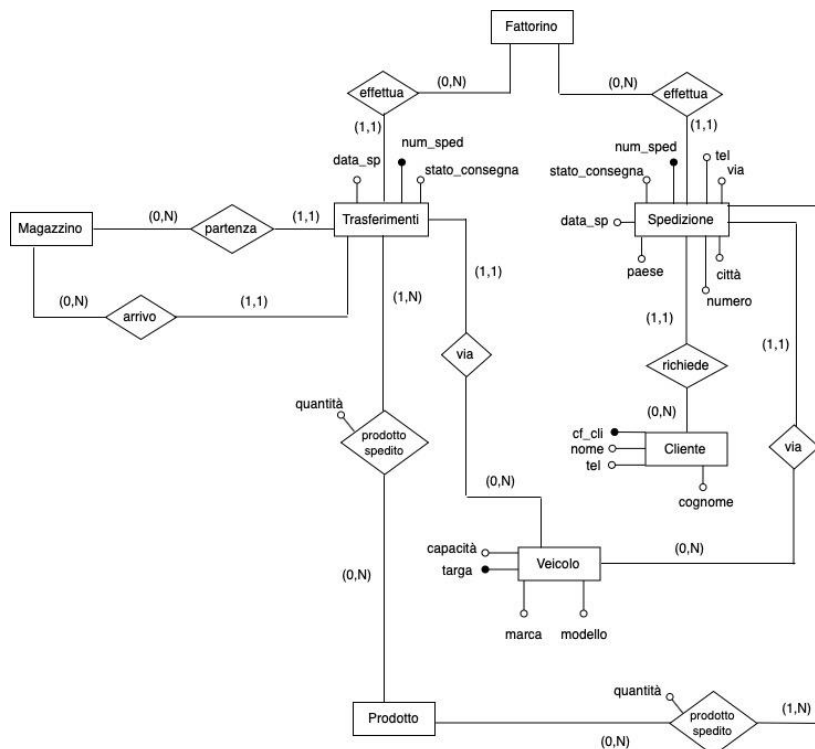 Fattorino
effettua
(0,N)
(0,N)
effettua
(1,1)
(1,1)
data_sp
num_sped
stato_consegna
stato_consegna
num_sped
tel
via
Magazzino
(0,N)
partenza
(1,1)
Trasferimenti
data_sp
Spedizione
paese
città
numero
(0,N)
arrivo
(1,1)
(1,N)
(1,1)
via
(1,1)
richiede
(1,1)
quantità
prodotto
spedito
(0,N)
cf_cli
nome
tel
Cliente
cognome
via
(0,N)
(0,N)
capacità
targa
Veicolo
(0,N)
marca
modello
Prodotto
quantità
prodotto
spedito
(1,N)
(0,N)